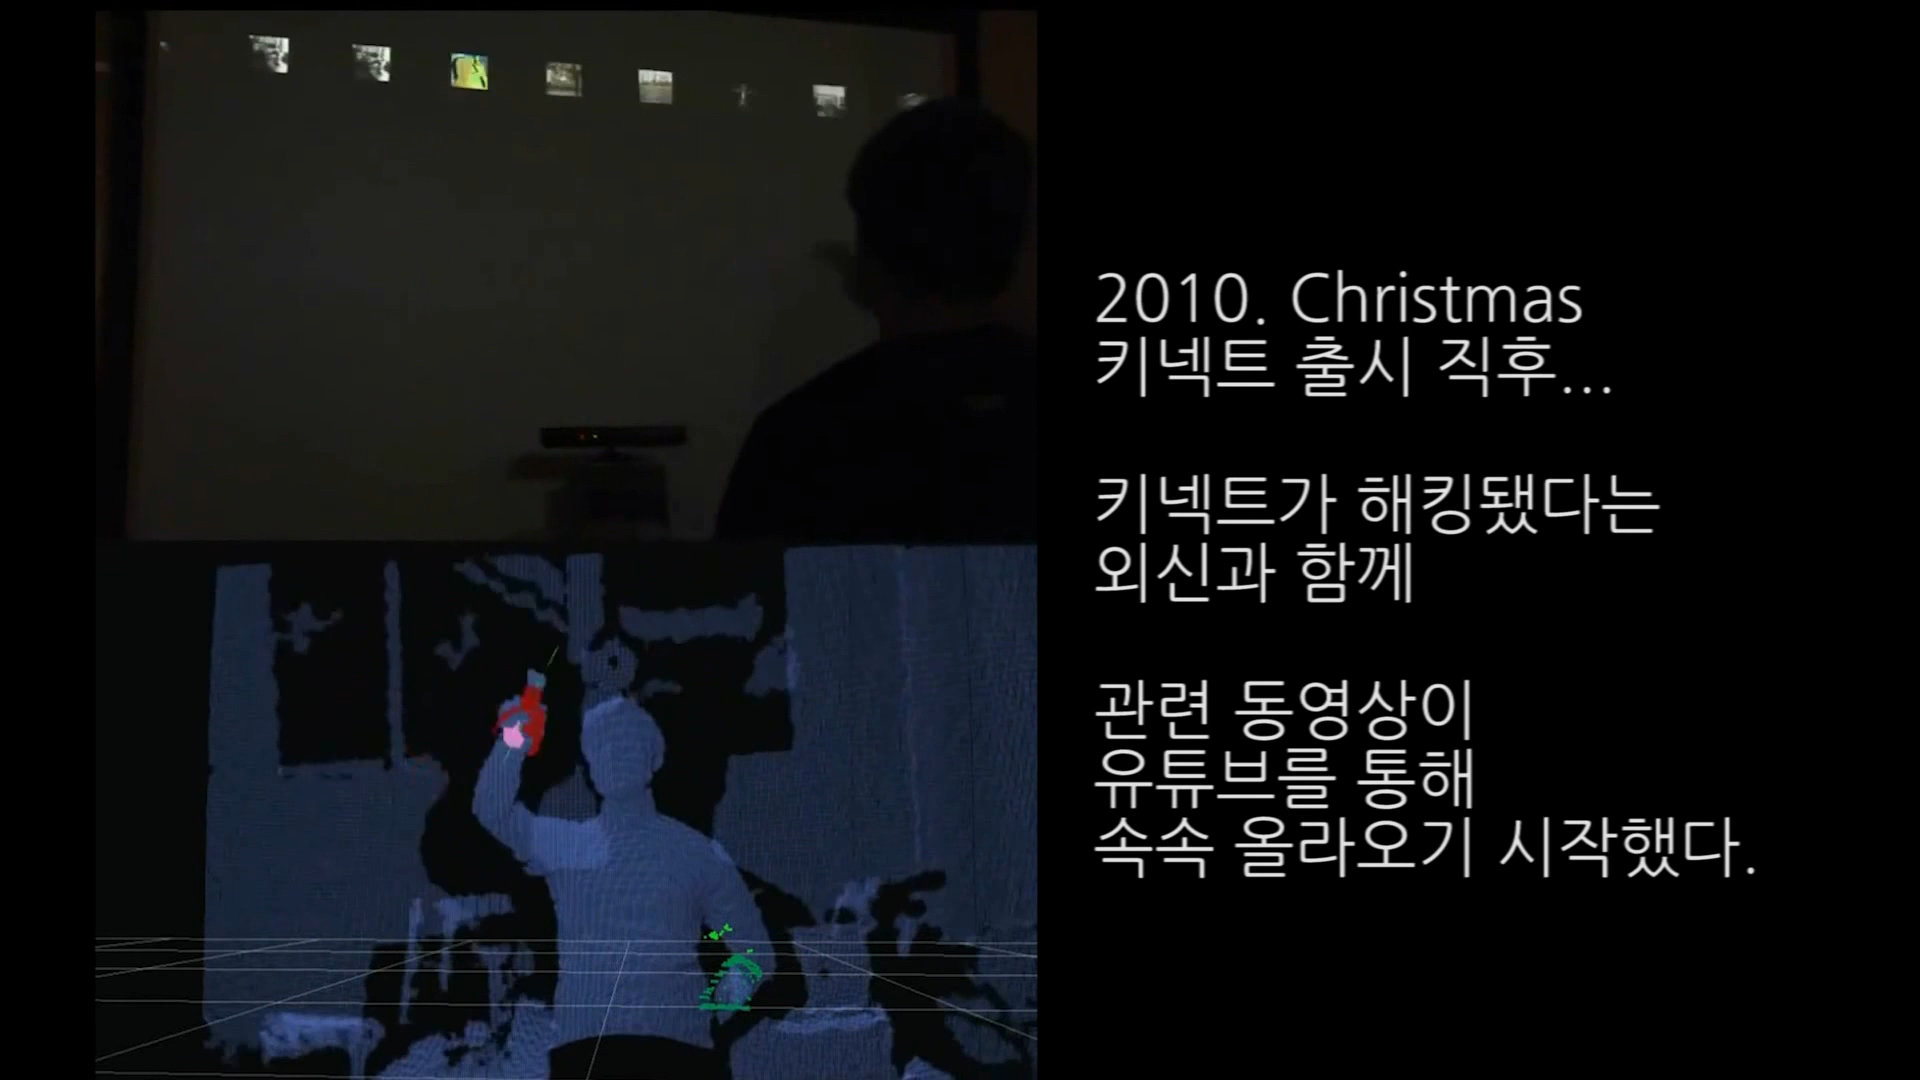 2010. Christmas
키넥트 출시 직후...
키넥트가 해킹됐다는
외신과 함께
관련 동영상이
유튜브를 통해
속속 올라오기 시작했다.